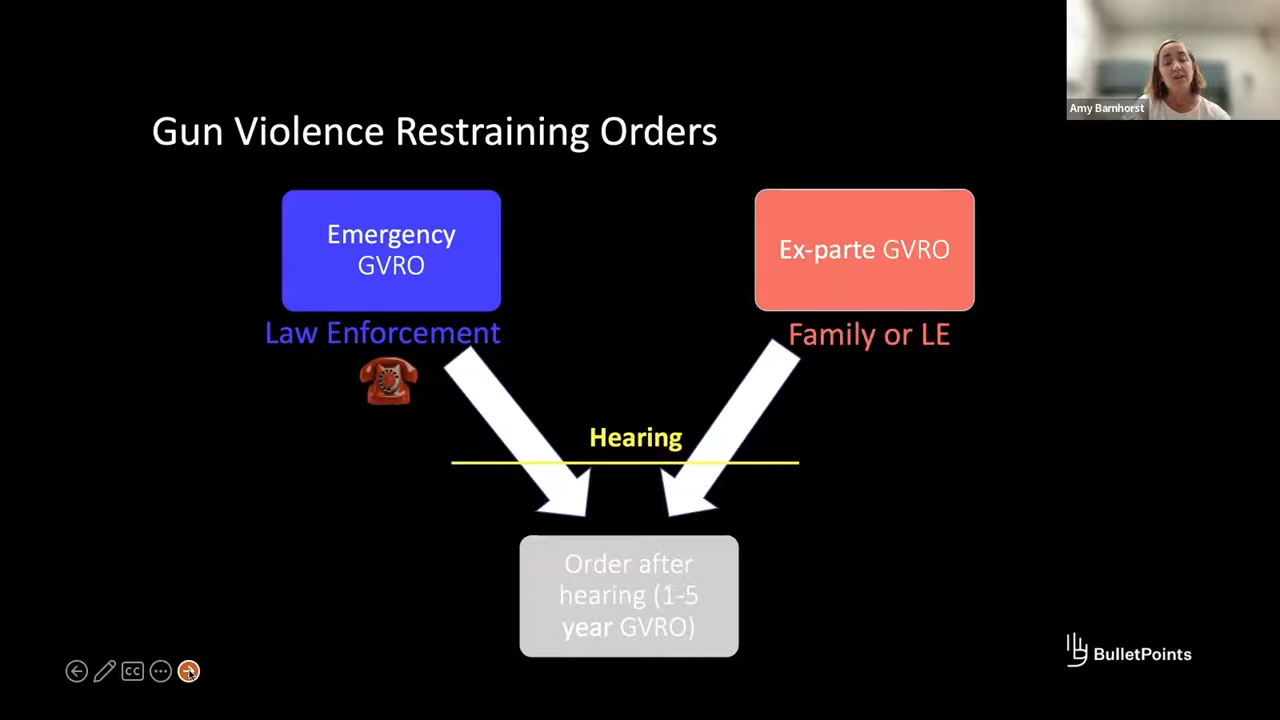 Amy Barnhorst
Gun Violence Restraining Orders
Emergency
GVRO
Ex-parte GVRO
Law Enforcement
Family or LE
Hearing
Order after
hearing (1-5
year GVRO)
CC
BulletPoints